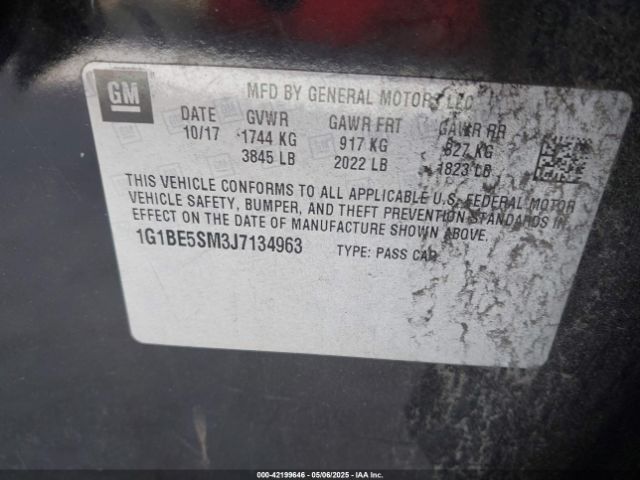 GM
MFD BY GENERAL MOTORS LLC
DATE GVWR GAWR FRT GAWR RR
10/17 1744 KG 917 KG 827 KG
3845 LB 2022 LB 1823 LB
THIS VEHICLE CONFORMS TO ALL APPLICABLE U.S. FEDERAL MOTOR
VEHICLE SAFETY, BUMPER, AND THEFT PREVENTION STANDARDS IN
EFFECT ON THE DATE OF MANUFACTURE SHOWN ABOVE.
1G1BE5SM3J7134963 TYPE: PASS CAR
000-42199646 - 05/06/2025 - IAA Inc.